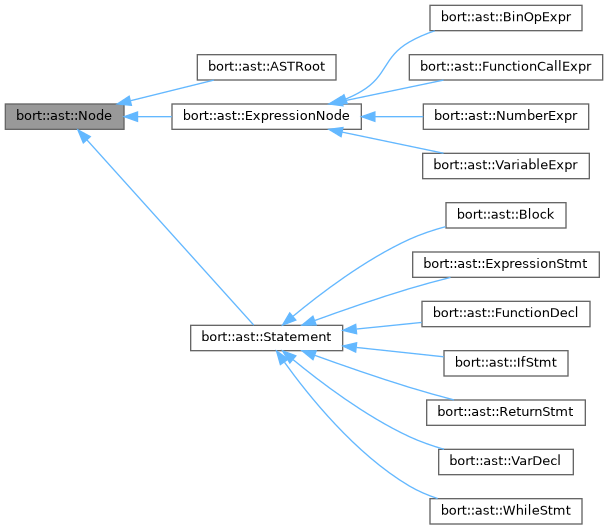 bort::ast::BinOpExpr
bort::ast::ASTRoot
bort::ast::FunctionCallExpr
bort::ast::Node
bort::ast::ExpressionNode
bort::ast::NumberExpr
bort::ast::VariableExpr
bort::ast::Block
bort::ast::ExpressionStmt
bort::ast::FunctionDecl
bort::ast::Statement
bort::ast::IfStmt
bort::ast::ReturnStmt
bort::ast::VarDecl
bort::ast::WhileStmt